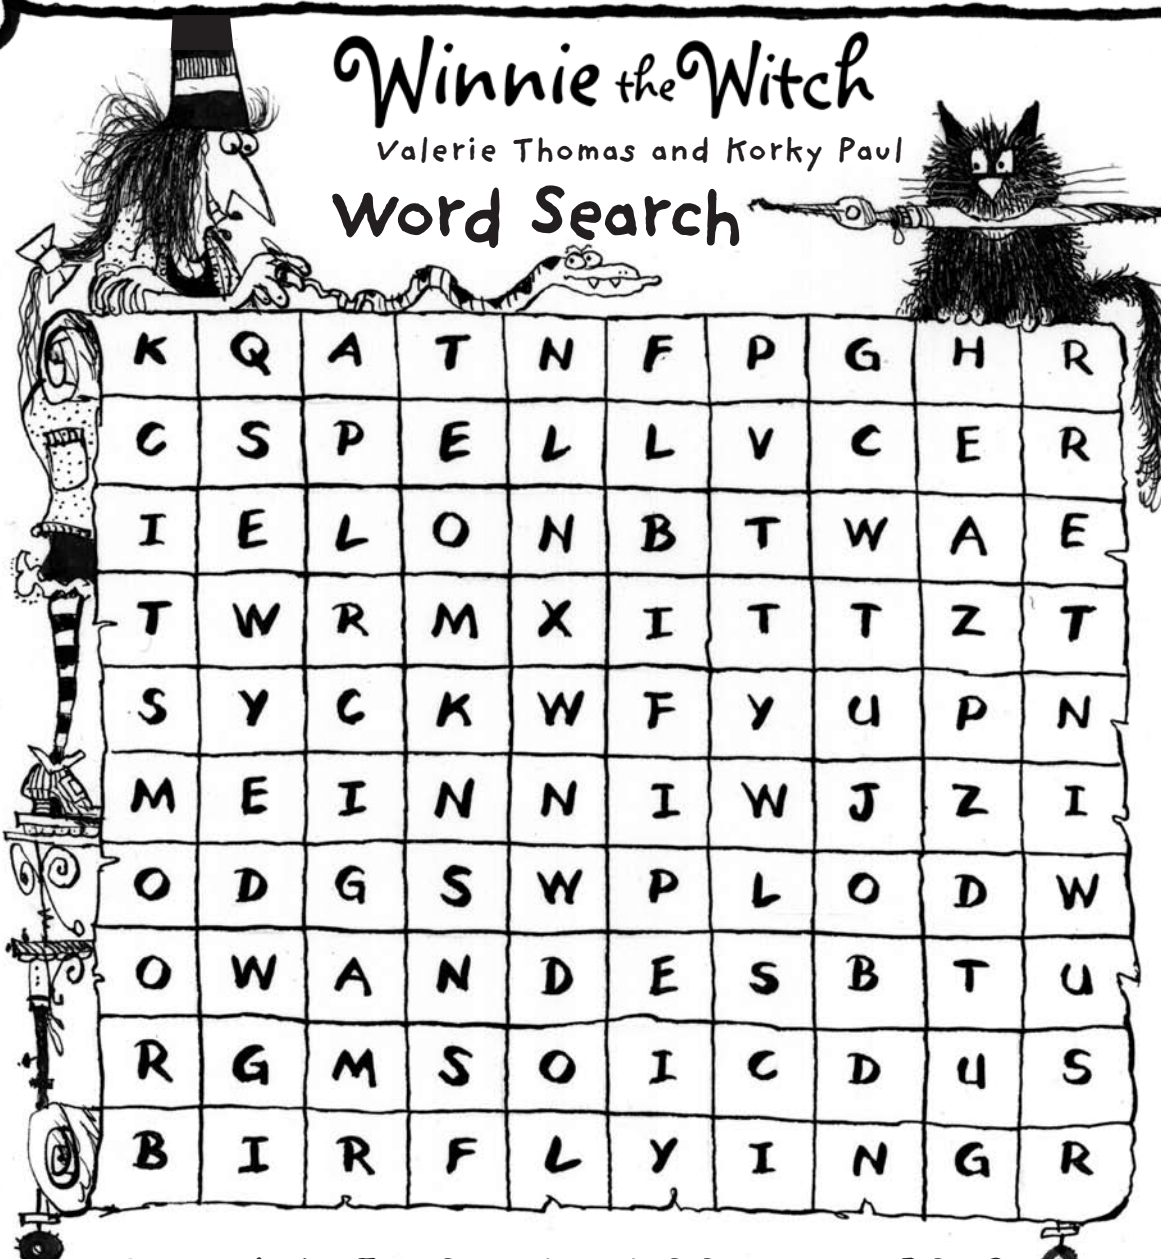 Winnie the Witch
Valerie Thomas and Korky Paul
Word Search
K Q A T N F P G H R
C S P E L L V C E R
I E L O N B T W A E
T W R M X I T T Z T
S Y C K W F Y U P N
M E I N N I W J Z I
O D G S W P L O D W
O W A N D E S B T U
R G M S O I C D U S
B I R F L Y I N G R